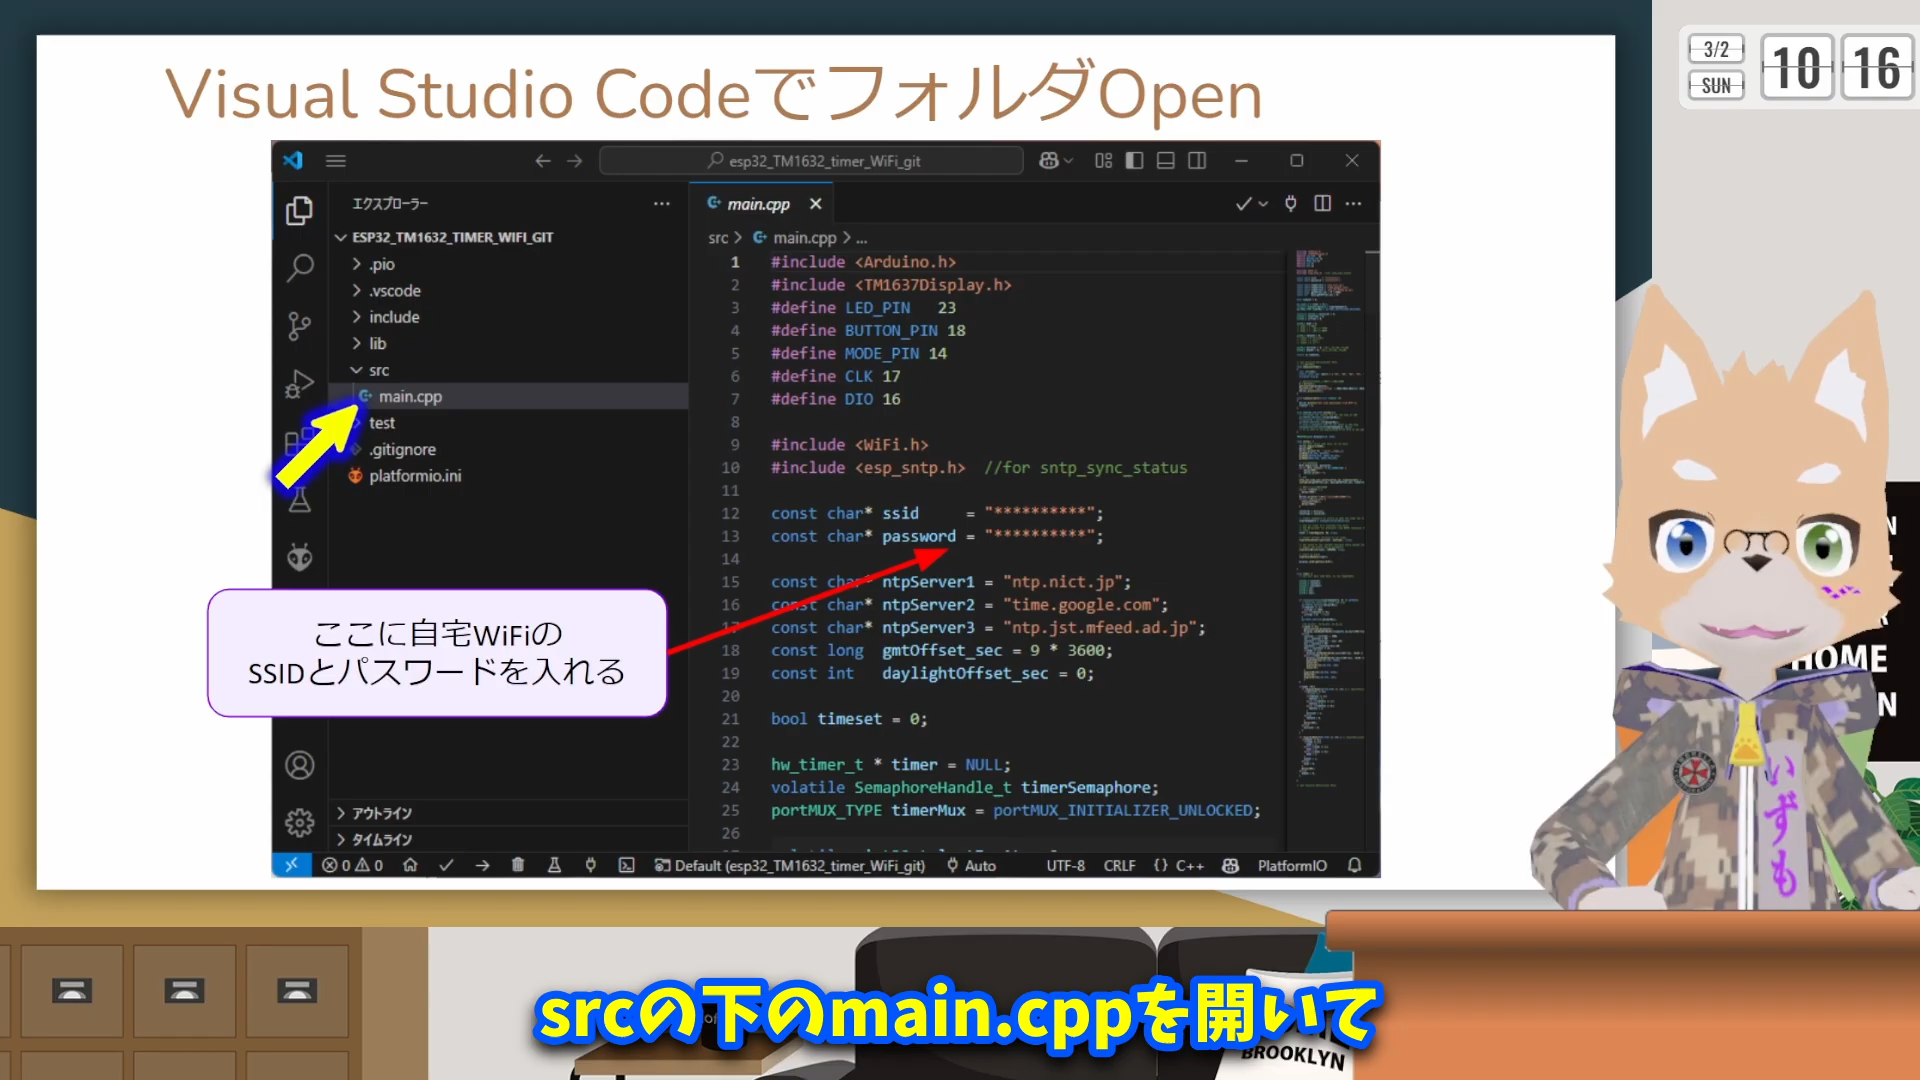 Visual Studio CodeでフォルダOpen
3/2
SUN
10 16
esp32_TM1632_timer_WiFi_git
エクスプローラー
main.cpp
ESP32_TM1632_TIMER_WIFI_GIT
.pio
.vscode
include
lib
src
main.cpp
test
.gitignore
platformio.ini
アウトライン
タイムライン
src > main.cpp > ...
1 #include <Arduino.h>
2 #include <TM1637Display.h>
3 #define LED_PIN 23
4 #define BUTTON_PIN 18
5 #define MODE_PIN 14
6 #define CLK 17
7 #define DIO 16
8
9 #include <WiFi.h>
10 #include <esp_sntp.h> //for sntp_sync_status
11
12 const char* ssid = "**********";
13 const char* password = "**********";
14
15 const char* ntpServer1 = "ntp.nict.jp";
16 const char* ntpServer2 = "time.google.com";
17 const char* ntpServer3 = "ntp.jst.mfeed.ad.jp";
18 const long gmtOffset_sec = 9 * 3600;
19 const int daylightOffset_sec = 0;
20
21 bool timeset = 0;
22
23 hw_timer_t * timer = NULL;
24 volatile SemaphoreHandle_t timerSemaphore;
25 portMUX_TYPE timerMux = portMUX_INITIALIZER_UNLOCKED;
26
ここに自宅WiFiの
SSIDとパスワードを入れる
0 0 Default (esp32_TM1632_timer_WiFi_git) Auto UTF-8 CRLF {} C++ PlatformIO
HOME
いずも
srcの下のmain.cppを開いて
BROOKLYN